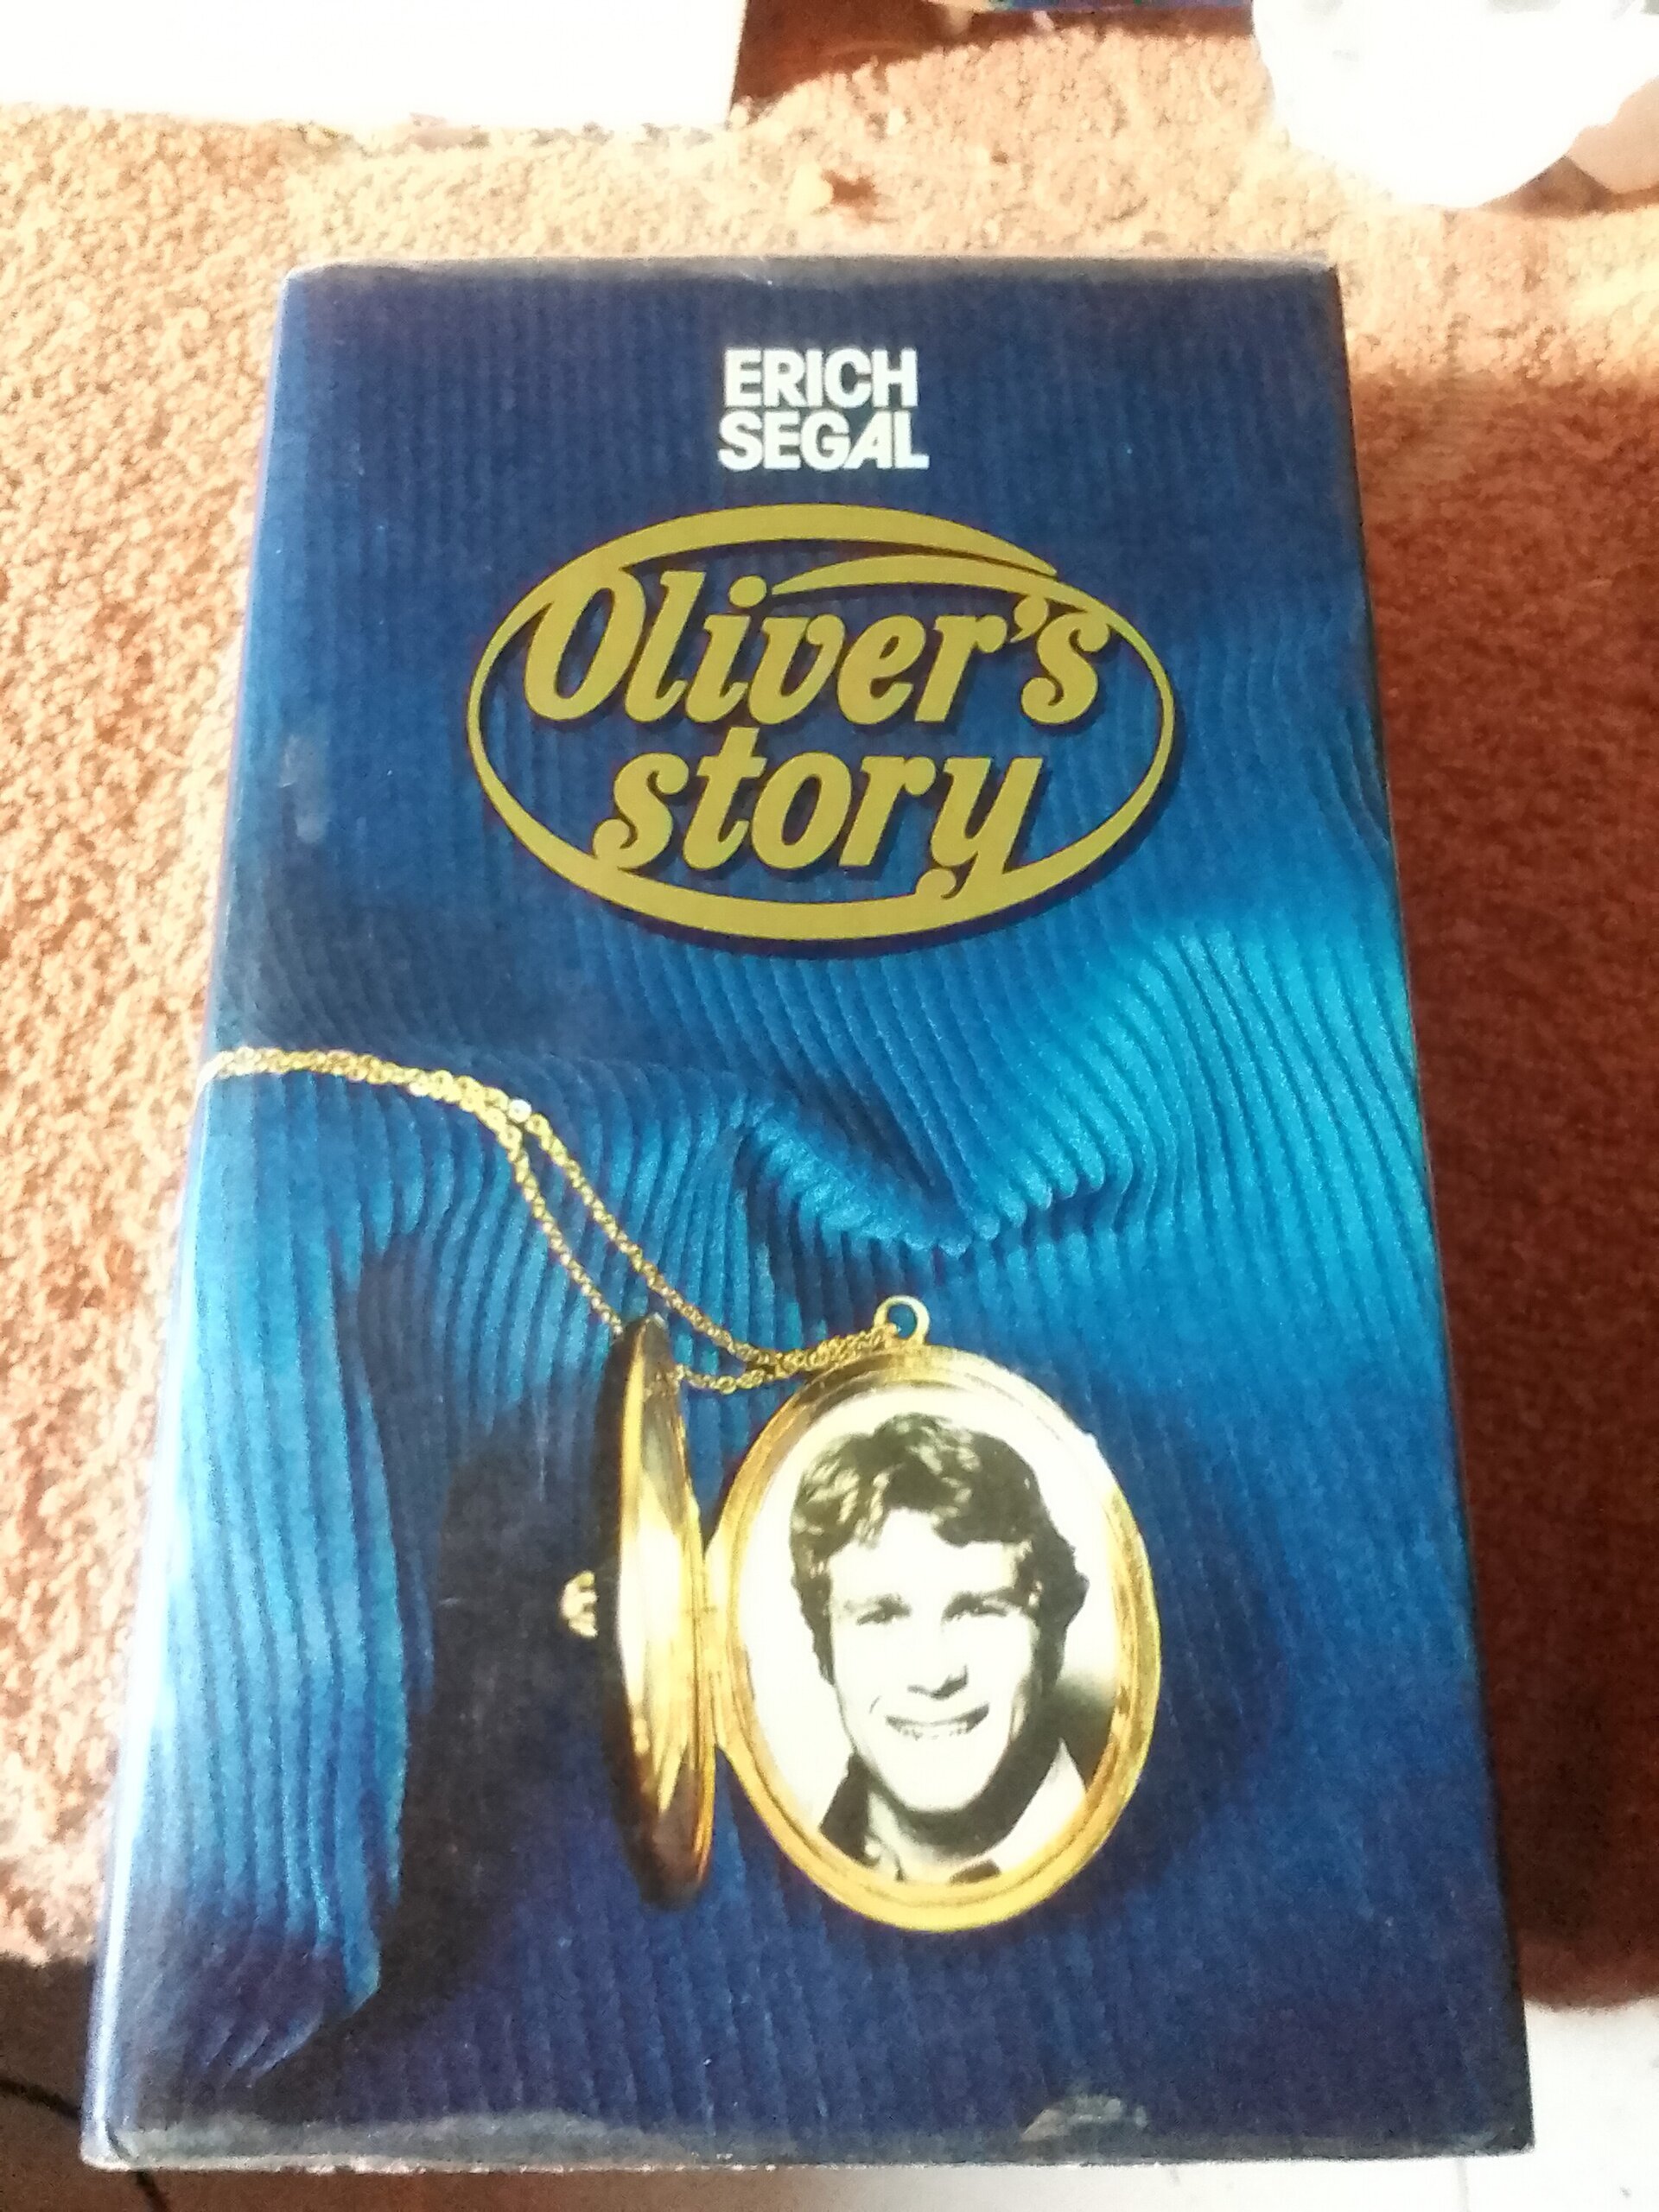 ERICH
SEGAL
Oliver's
story